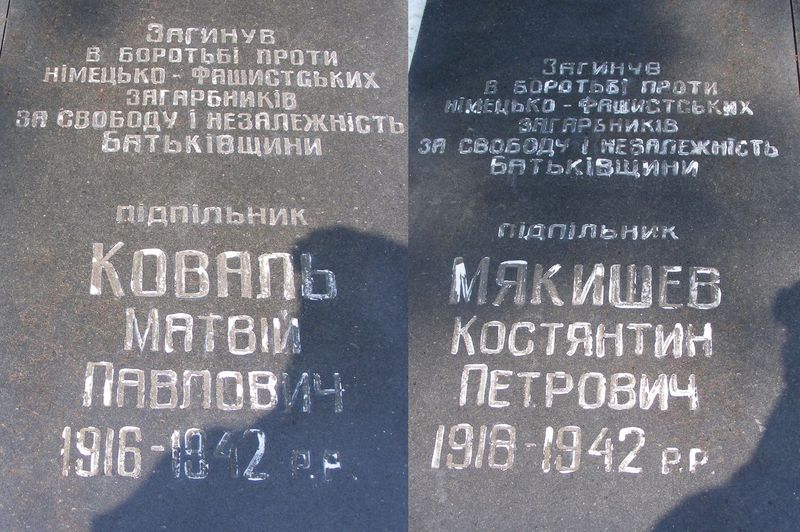 Загинув
в боротьбі проти
німецько - фашистських
загарбників
за свободу і незалежність
Батьківщини
підпільник
Коваль
Матвій
Павлович
1916-1942 р.р.
Загинув
в боротьбі проти
німецько - фашистських
загарбників
за свободу і незалежність
Батьківщини
підпільник
Мякишев
Костянтин
Петрович
1918-1942 р.р.